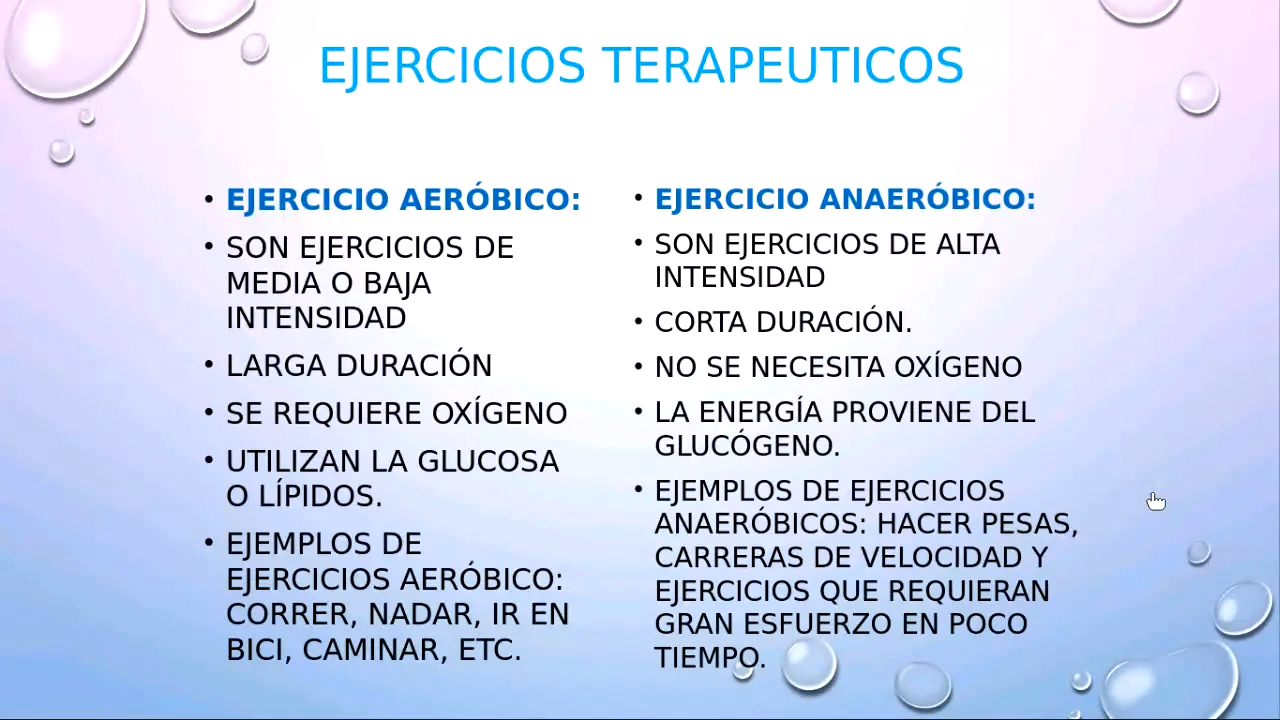 EJERCICIOS TERAPEUTICOS
• EJERCICIO AERÓBICO:
• SON EJERCICIOS DE
MEDIA O BAJA
INTENSIDAD
• LARGA DURACIÓN
• SE REQUIERE OXÍGENO
• UTILIZAN LA GLUCOSA
O LÍPIDOS.
• EJEMPLOS DE
EJERCICIOS AERÓBICO:
CORRER, NADAR, IR EN
BICI, CAMINAR, ETC.
• EJERCICIO ANAERÓBICO:
• SON EJERCICIOS DE ALTA
INTENSIDAD
• CORTA DURACIÓN.
• NO SE NECESITA OXÍGENO
• LA ENERGÍA PROVIENE DEL
GLUCÓGENO.
• EJEMPLOS DE EJERCICIOS
ANAERÓBICOS: HACER PESAS,
CARRERAS DE VELOCIDAD Y
EJERCICIOS QUE REQUIERAN
GRAN ESFUERZO EN POCO
TIEMPO.